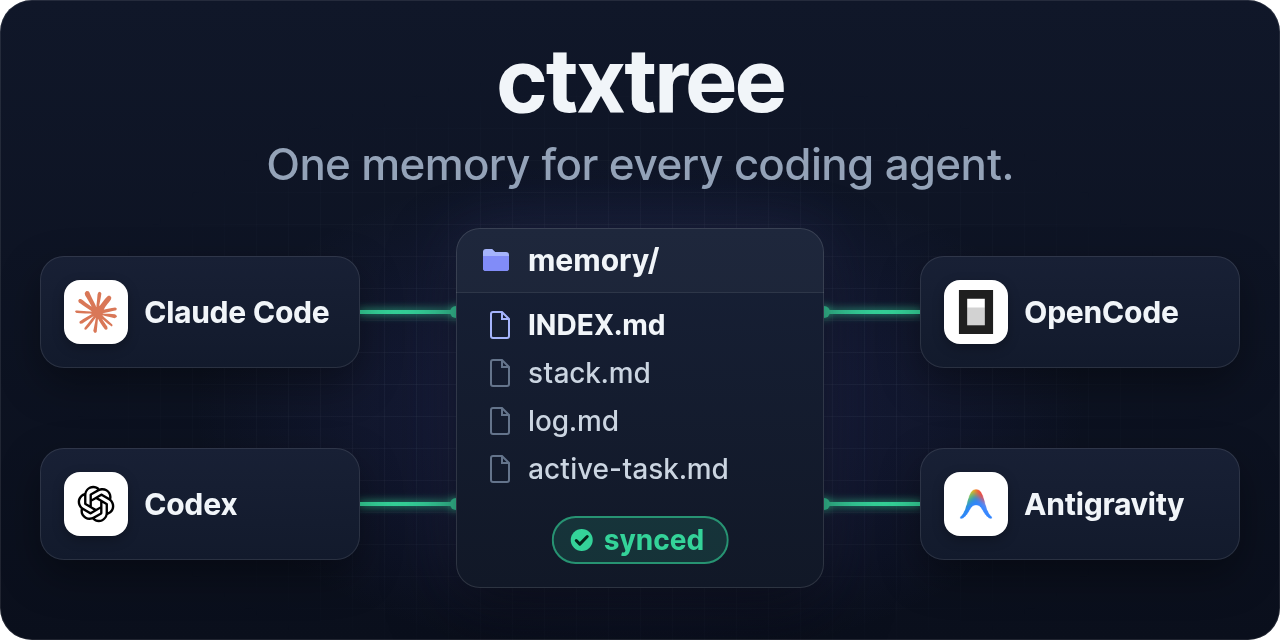 ctxtree
One memory for every coding agent.
memory/
INDEX.md
stack.md
log.md
active-task.md
synced
Claude Code
Codex
OpenCode
Antigravity